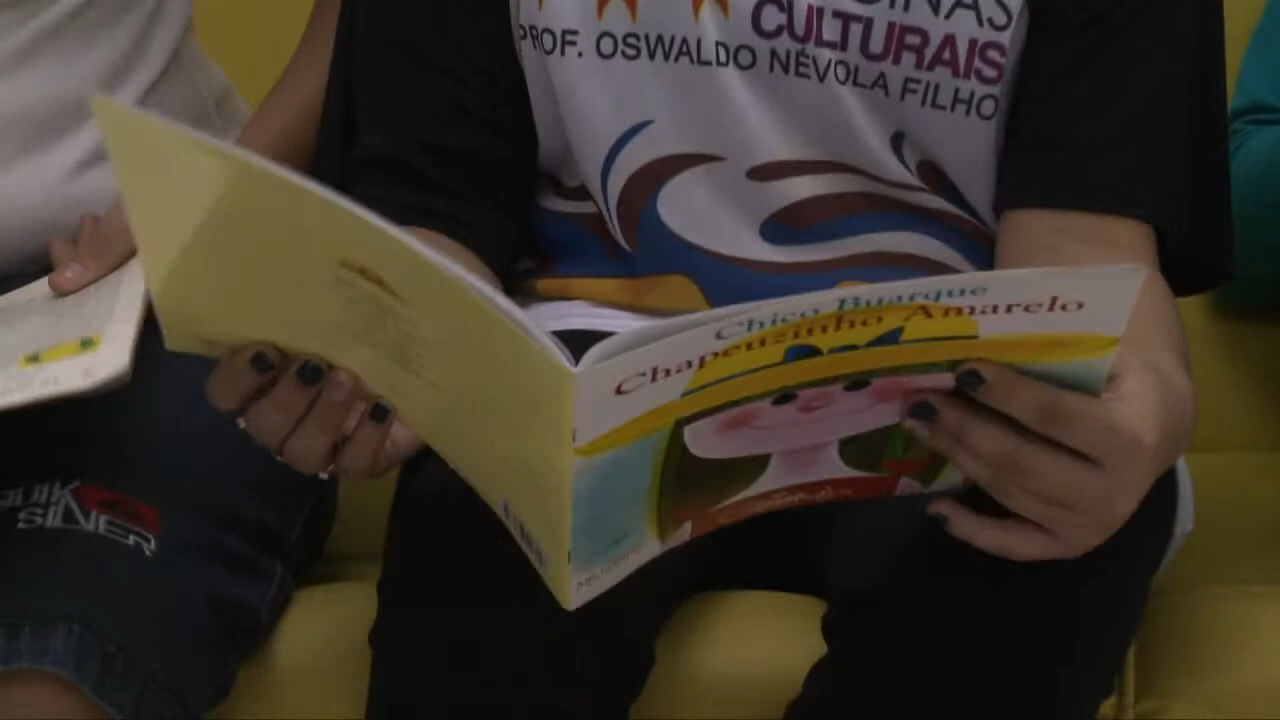 CULTURAIS
PROF. OSWALDO NÉVOLA FILHO
Chico Buarque
Chapeuzinho Amarelo
SILVER